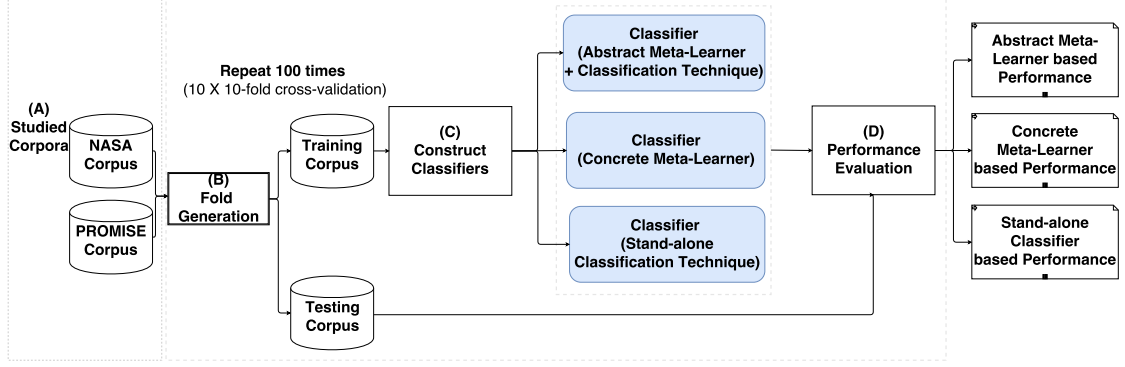 (A)
Studied
Corpora
NASA
Corpus
PROMISE
Corpus
(B)
Fold
Generation
Repeat 100 times
(10 X 10-fold cross-validation)
Training
Corpus
Testing
Corpus
(C)
Construct
Classifiers
Classifier
(Abstract Meta-Learner
+ Classification Technique)
Classifier
(Concrete Meta-Learner)
Classifier
(Stand-alone
Classification Technique)
(D)
Performance
Evaluation
Abstract Meta-
Learner based
Performance
Concrete
Meta-Learner
based Performance
Stand-alone
Classifier
based Performance